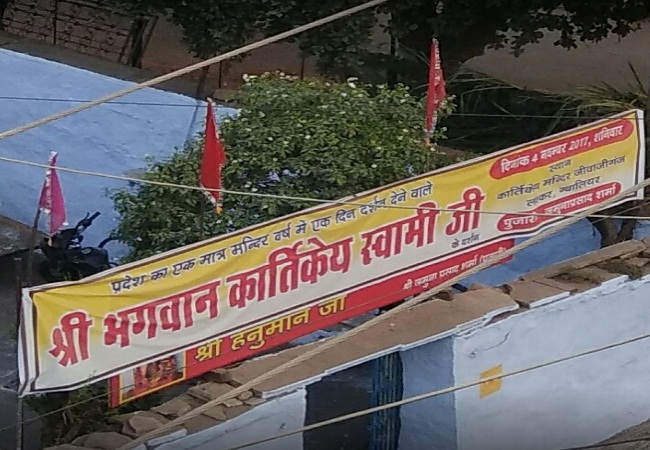 प्रदेश का एक मात्र मन्दिर वर्ष मे एक दिन दर्शन देने वाले
श्री भगवान कार्तिकेय स्वामी जी
के दर्शन
दिनांक 4 नवम्बर 2017, शनिवार
स्थान
कार्तिकेय मन्दिर जीवाजीगंज
लश्कर, ग्वालियर
पुजारी जमुनाप्रसाद शर्मा
श्री हनुमान जी
श्री जमुना प्रसाद शर्मा